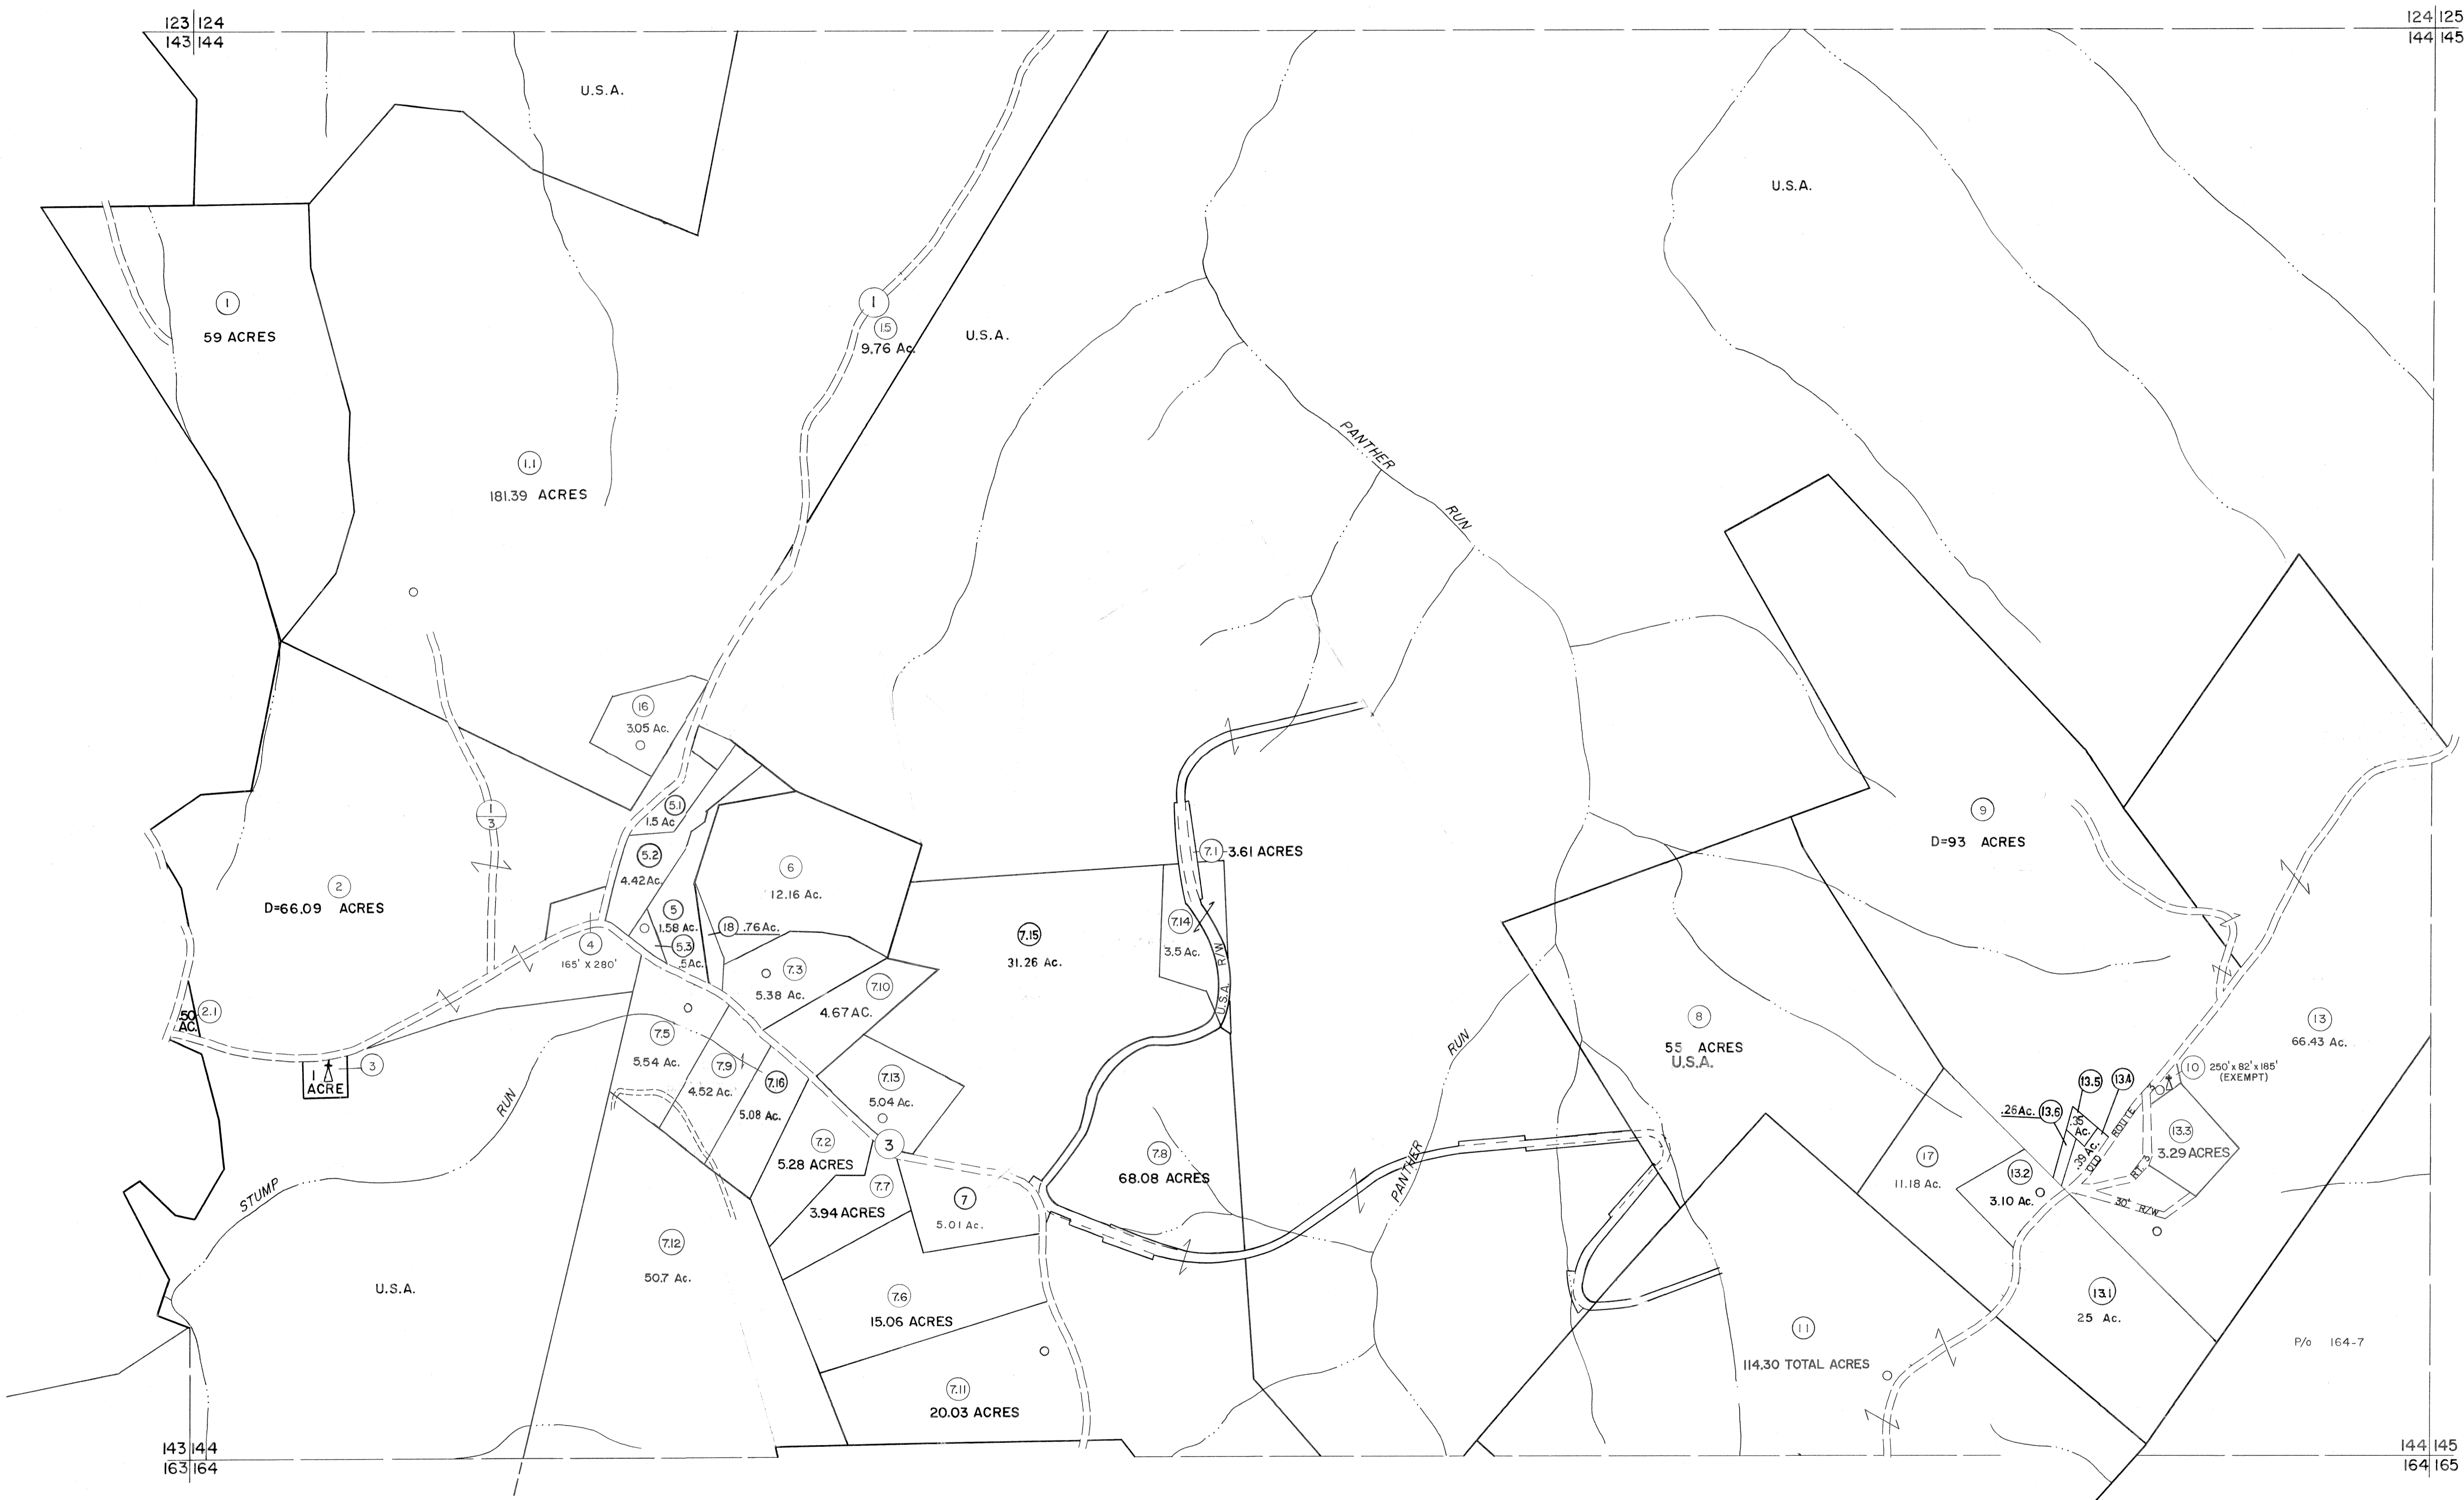 123 124
143 144
124 125
144 145
U.S.A.
U.S.A.
1
59 ACRES
1
1.5
9.76 Ac.
U.S.A.
PANTHER
RUN
1.1
181.39 ACRES
16
3.05 Ac.
1
3
5.1
1.5 Ac
5.2
4.42 Ac.
6
12.16 Ac.
7.1
3.61 ACRES
9
D=93 ACRES
2
D=66.09 ACRES
5
1.58 Ac.
18 .76 Ac.
5.3
.5 Ac.
4
165' X 280'
7.3
5.38 Ac.
7.10
4.67 AC.
7.15
31.26 Ac.
7.14
3.5 Ac.
U.S.A. R/W
2.1
.50
AC.
3
1
ACRE
7.5
5.54 Ac.
7.9
4.52 Ac.
7.16
5.08 Ac.
7.13
5.04 Ac.
8
55 ACRES
U.S.A.
13
66.43 Ac.
10 250' x 82' x 185'
(EXEMPT)
13.5
13.4
.26 Ac. 13.6
.35
Ac.
.39 Ac.
OLD ROUTE 3
RT. 3
30' R/W
13.3
3.29 ACRES
RUN
STUMP
7.2
5.28 ACRES
3
7.7
3.94 ACRES
7
5.01 Ac.
7.8
68.08 ACRES
PANTHER
RUN
17
11.18 Ac.
13.2
3.10 Ac.
7.12
50.7 Ac.
U.S.A.
7.6
15.06 ACRES
13.1
25 Ac.
11
114.30 TOTAL ACRES
P/o 164-7
7.11
20.03 ACRES
143 144
163 164
144 145
164 165